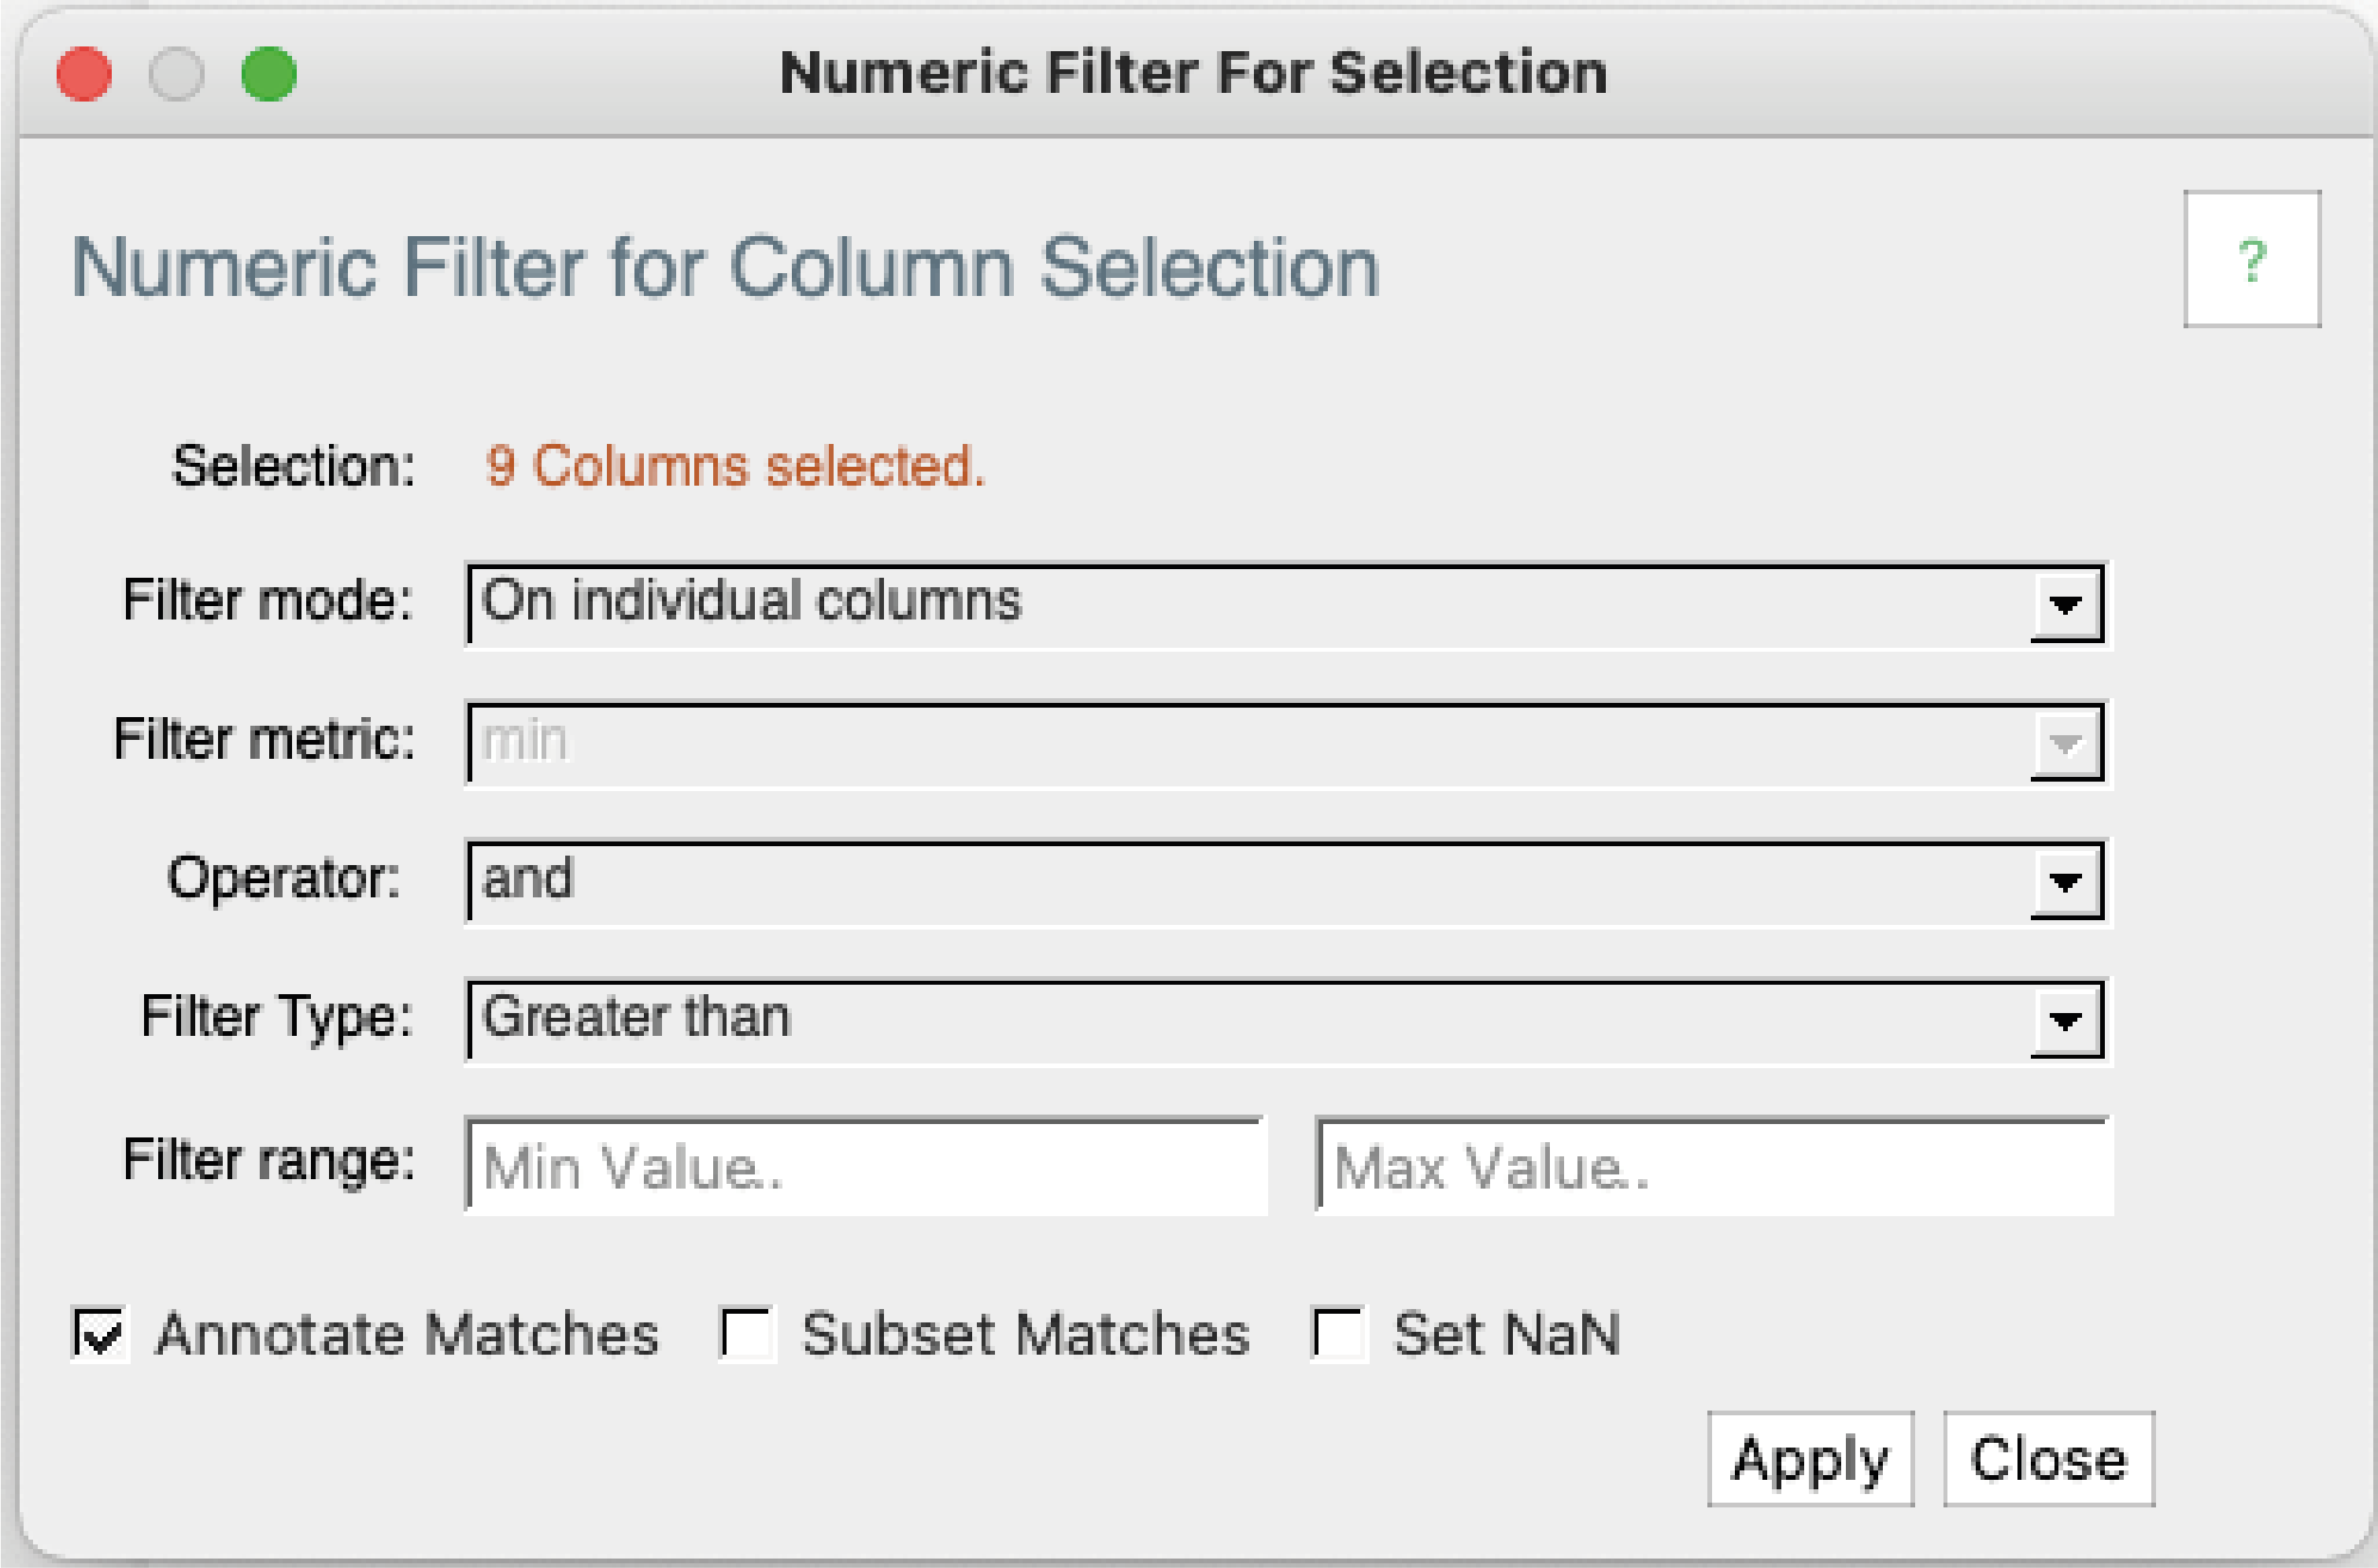 Numeric Filter For Selection
Numeric Filter for Column Selection
?
Selection: 9 Columns selected.
Filter mode: On individual columns
Filter metric: min
Operator: and
Filter Type: Greater than
Filter range: Min Value.. Max Value..
Annotate Matches Subset Matches Set NaN
Apply Close